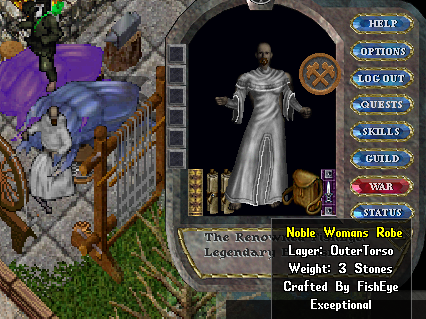 HELP
OPTIONS
LOG OUT
QUESTS
SKILLS
GUILD
WAR
STATUS
The Renowned
Legendary
Noble Womans Robe
Layer: OuterTorso
Weight: 3 Stones
Crafted By FishEye
Exceptional